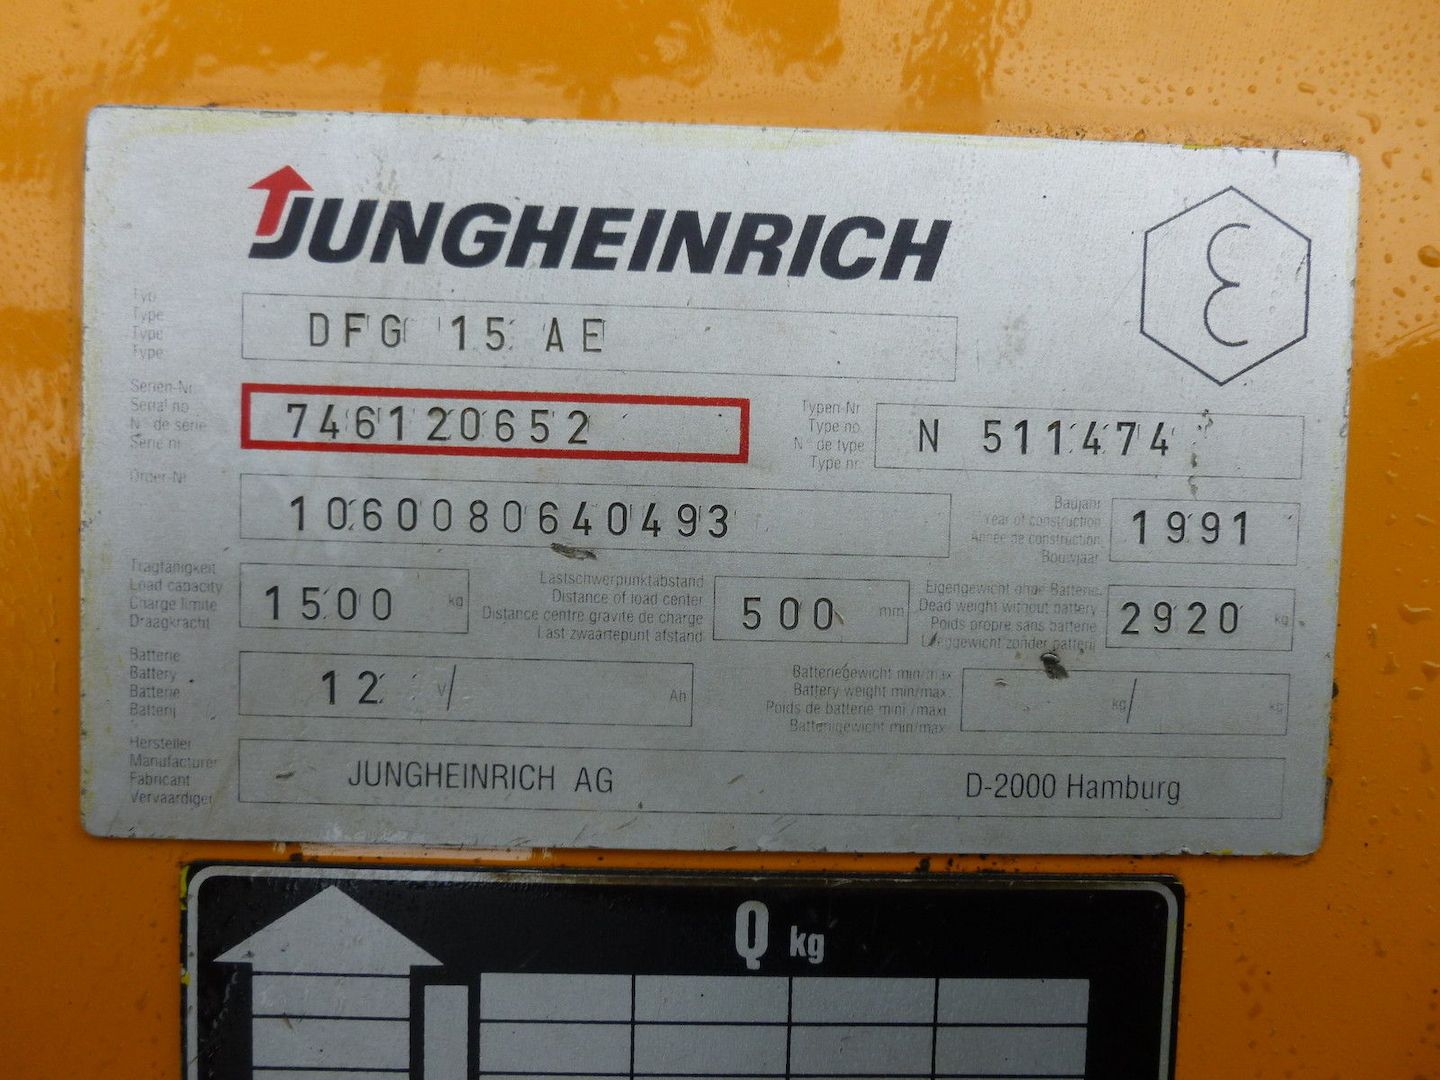 JUNGHEINRICH
Typ
Type
Type
Type
DFG 15 AE
Serien-Nr.
Serial no.
N° de série
Serie nr.
746120652
Typen-Nr.
Type no.
N° de type
Type nr.
N 511.474
Order-Nr.
1060080640493
Baujahr
Year of construction
Année de construction
Bouwjaar
1991
Tragfähigkeit
Load capacity
Charge limite
Draagkracht
1500 kg
Lastschwerpunktabstand
Distance of load center
Distance centre gravité de charge
Last zwaartepunt afstand
500 mm
Eigengewicht ohne Batterie
Dead weight without battery
Poids propre sans batterie
Leeggewicht zonder batterij
2920 kg
Batterie
Battery
Batterie
Batterij
12 V/ Ah
Batteriegewicht min/max
Battery weight min/max.
Poids de batterie mini /maxi
Batterijgewicht min/max.
kg/ kg
Hersteller
Manufacturer
Fabricant
Vervaardiger
JUNGHEINRICH AG D-2000 Hamburg
Q kg